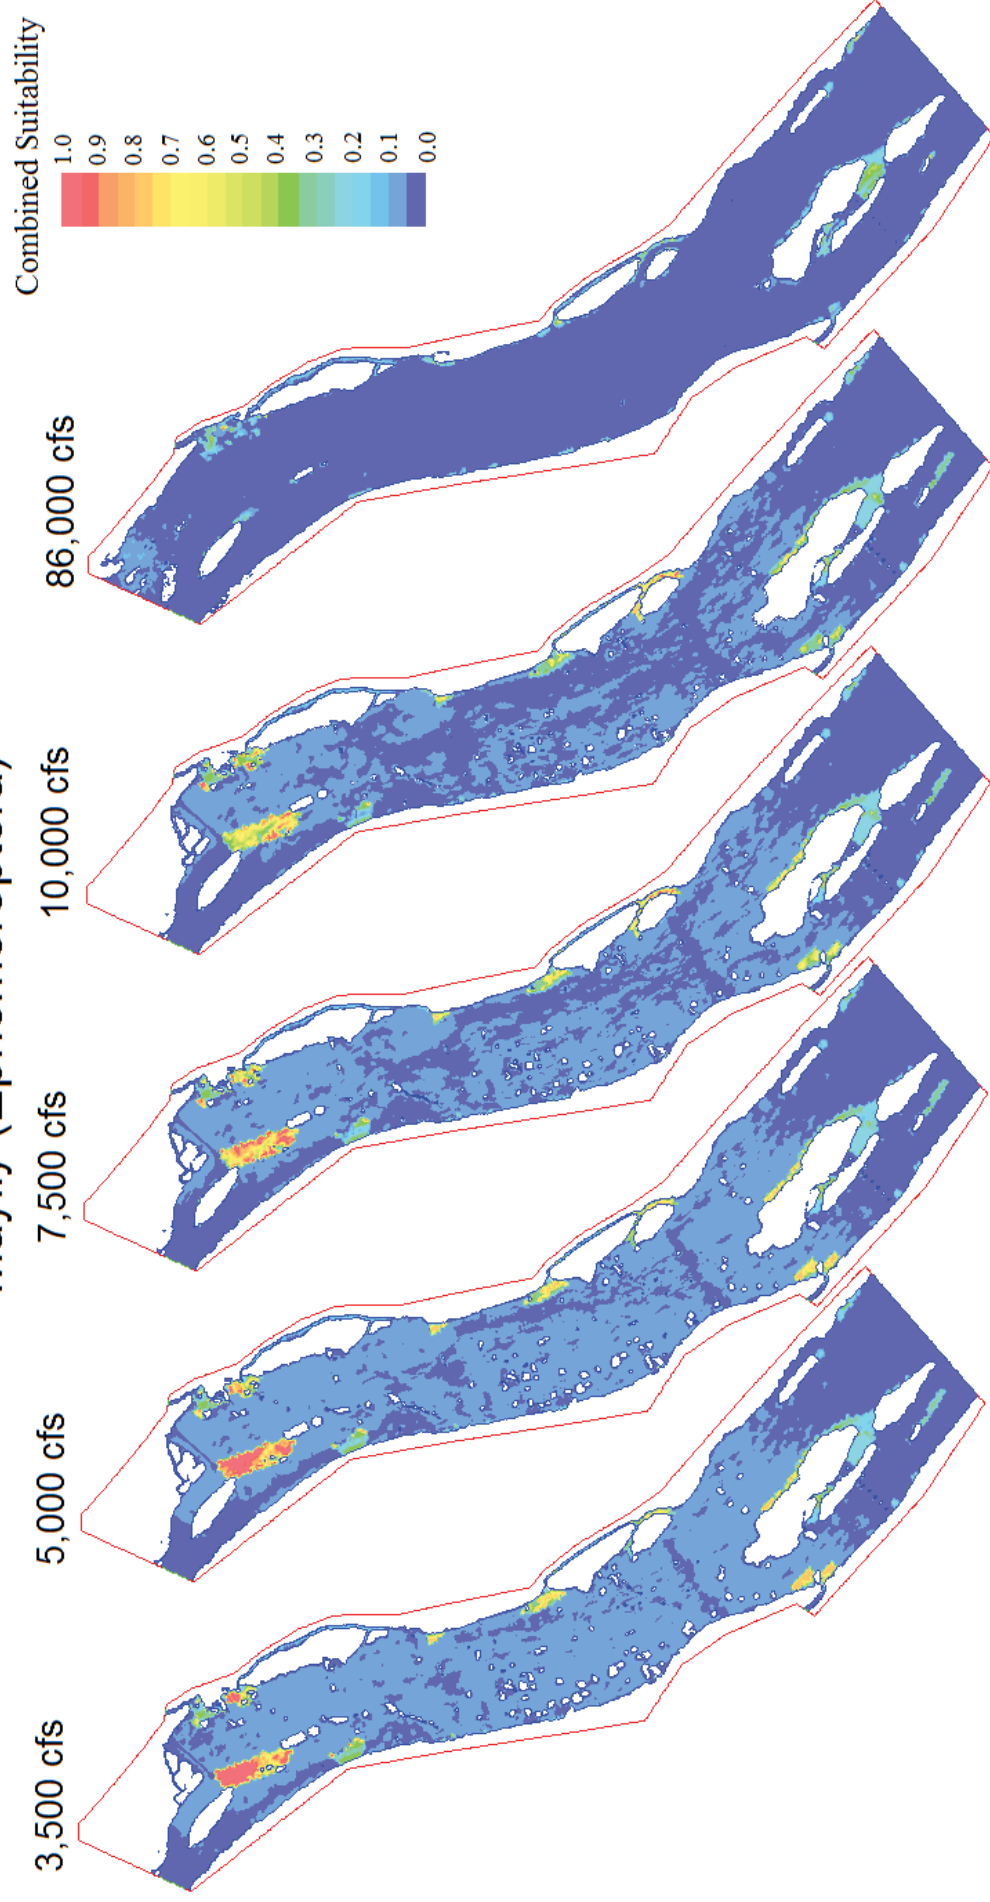 Mayfly (Ephemeroptera)
3,500 cfs
5,000 cfs
7,500 cfs
10,000 cfs
86,000 cfs
Combined Suitability
1.0
0.9
0.8
0.7
0.6
0.5
0.4
0.3
0.2
0.1
0.0